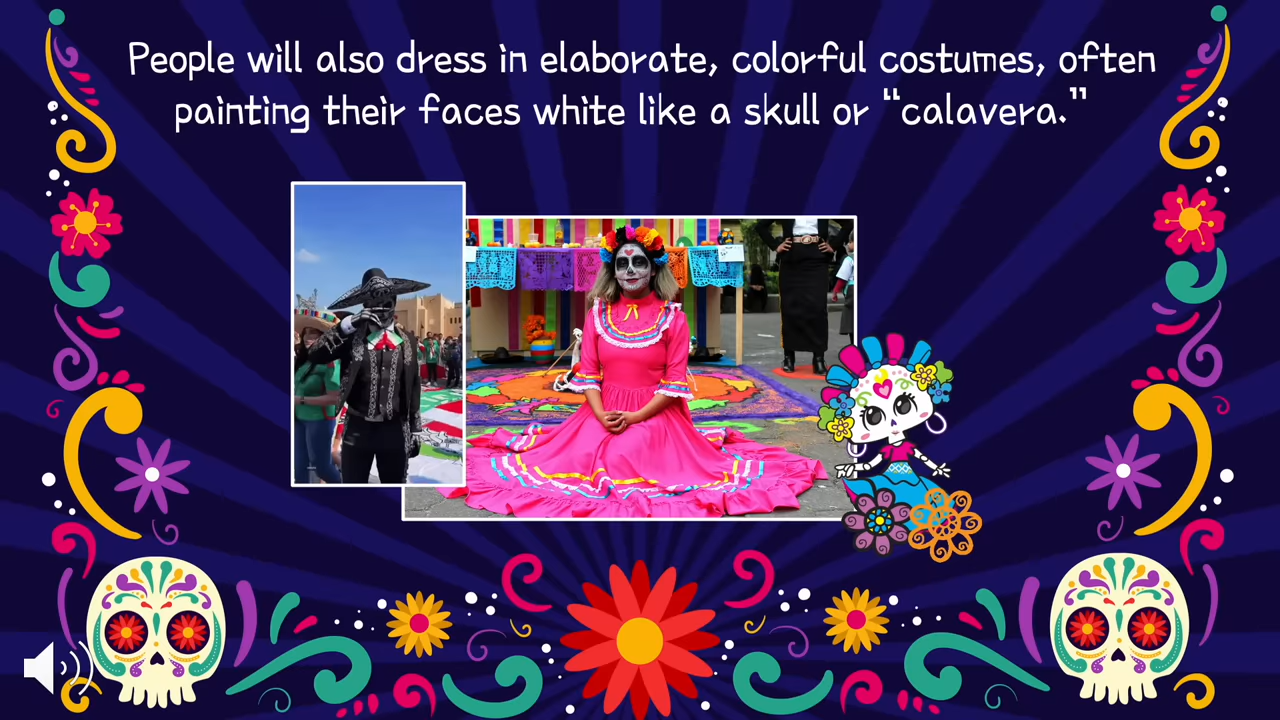 People will also dress in elaborate, colorful costumes, often
painting their faces white like a skull or “calavera.”